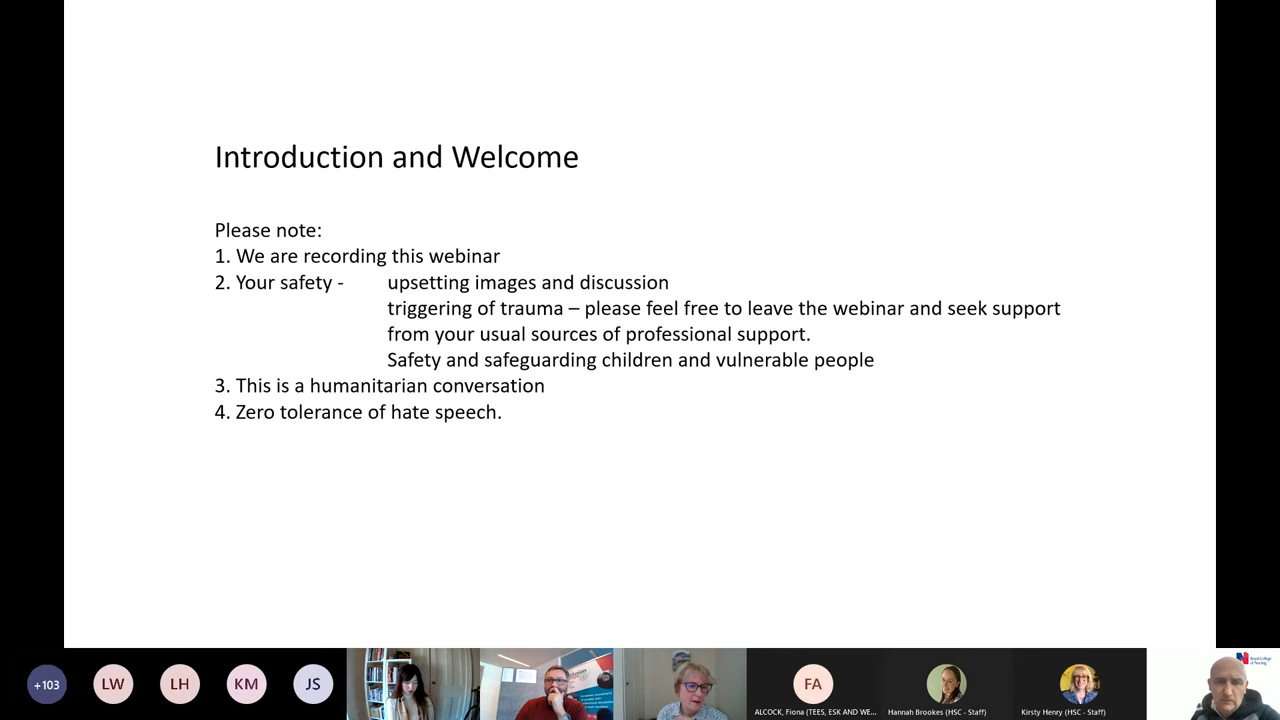 Introduction and Welcome
Please note:
1. We are recording this webinar
2. Your safety - upsetting images and discussion
triggering of trauma – please feel free to leave the webinar and seek support
from your usual sources of professional support.
Safety and safeguarding children and vulnerable people
3. This is a humanitarian conversation
4. Zero tolerance of hate speech.
+103
LW
LH
KM
JS
FA
ALCOCK, Fiona (TEES, ESK AND WE...
Hannah Brookes (HSC - Staff)
Kirsty Henry (HSC - Staff)
Royal College
of Nursing